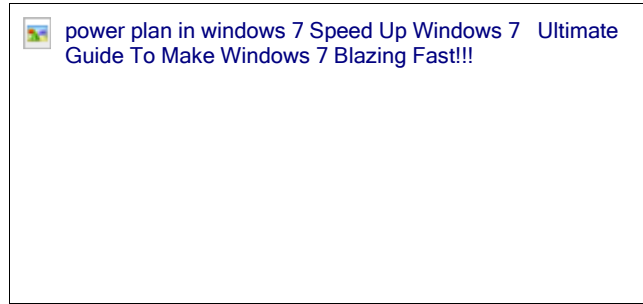 power plan in windows 7 Speed Up Windows 7   Ultimate
Guide To Make Windows 7 Blazing Fast!!!